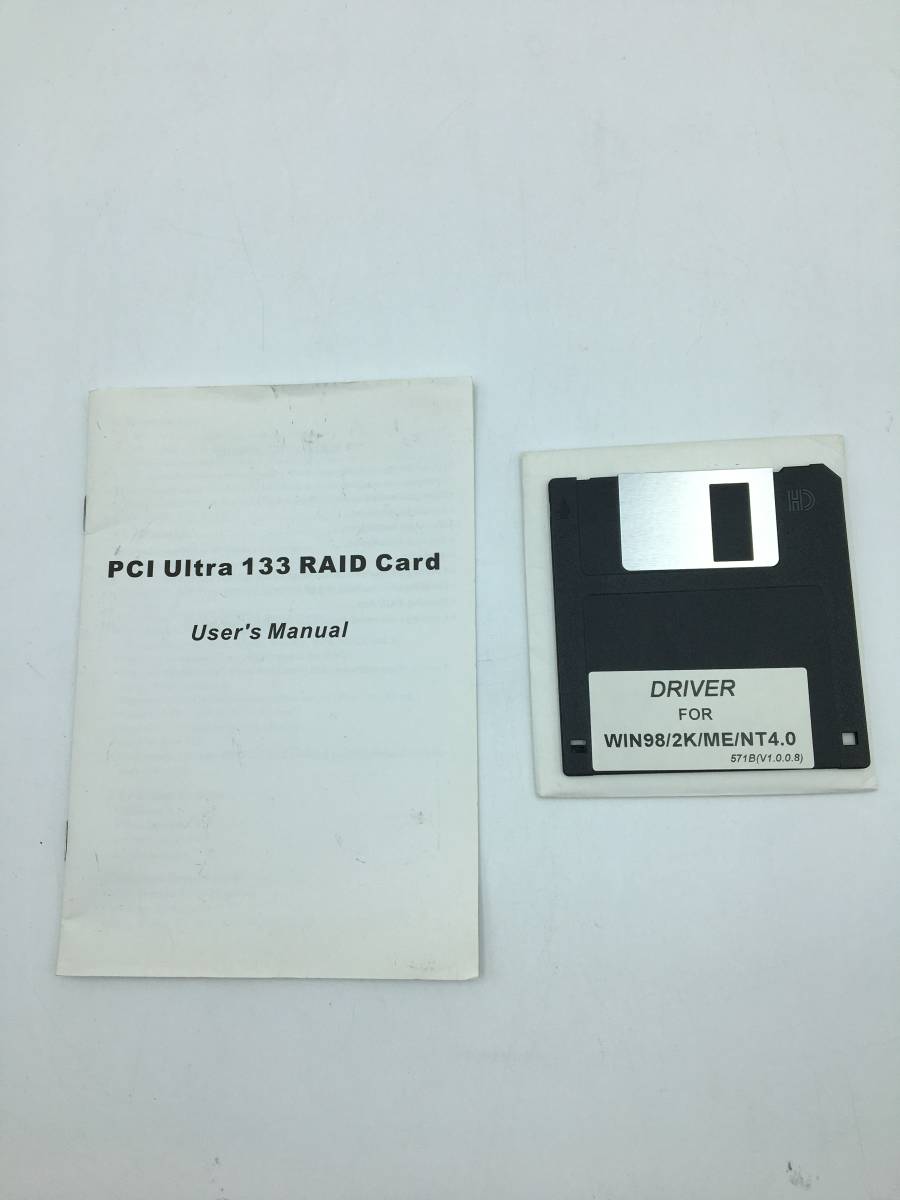 PCI Ultra 133 RAID Card
User's Manual
HD
DRIVER
FOR
WIN98/2K/ME/NT4.0
571B(V1.0.0.8)